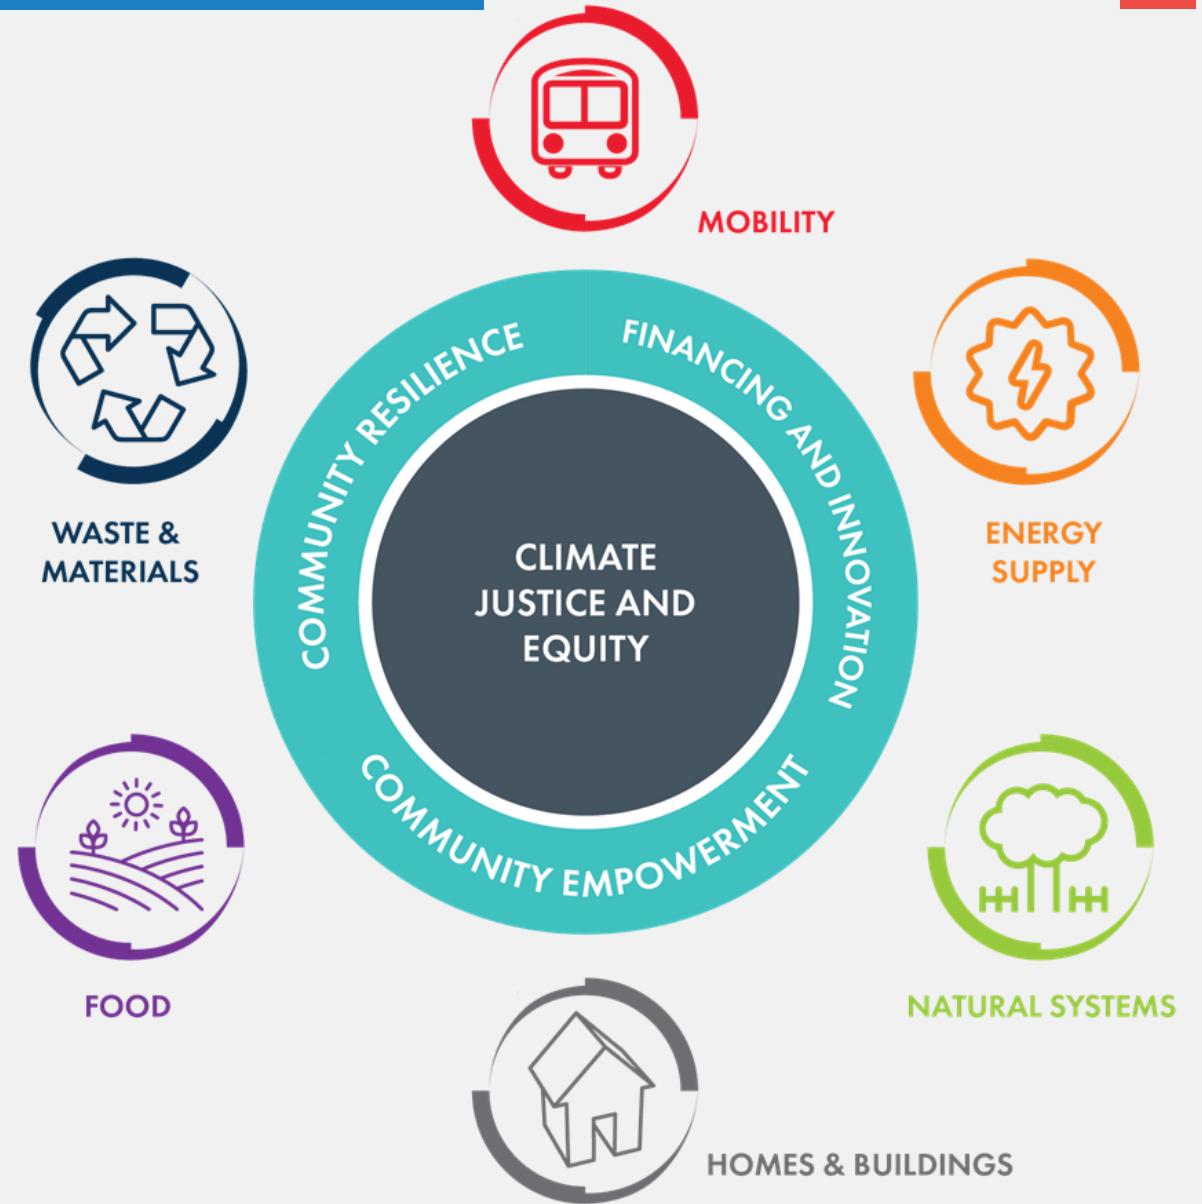 MOBILITY
WASTE &
MATERIALS
COMMUNITY RESILIENCE
FINANCING AND INNOVATION
ENERGY
SUPPLY
CLIMATE
JUSTICE AND
EQUITY
COMMUNITY EMPOWERMENT
FOOD
NATURAL SYSTEMS
HOMES & BUILDINGS